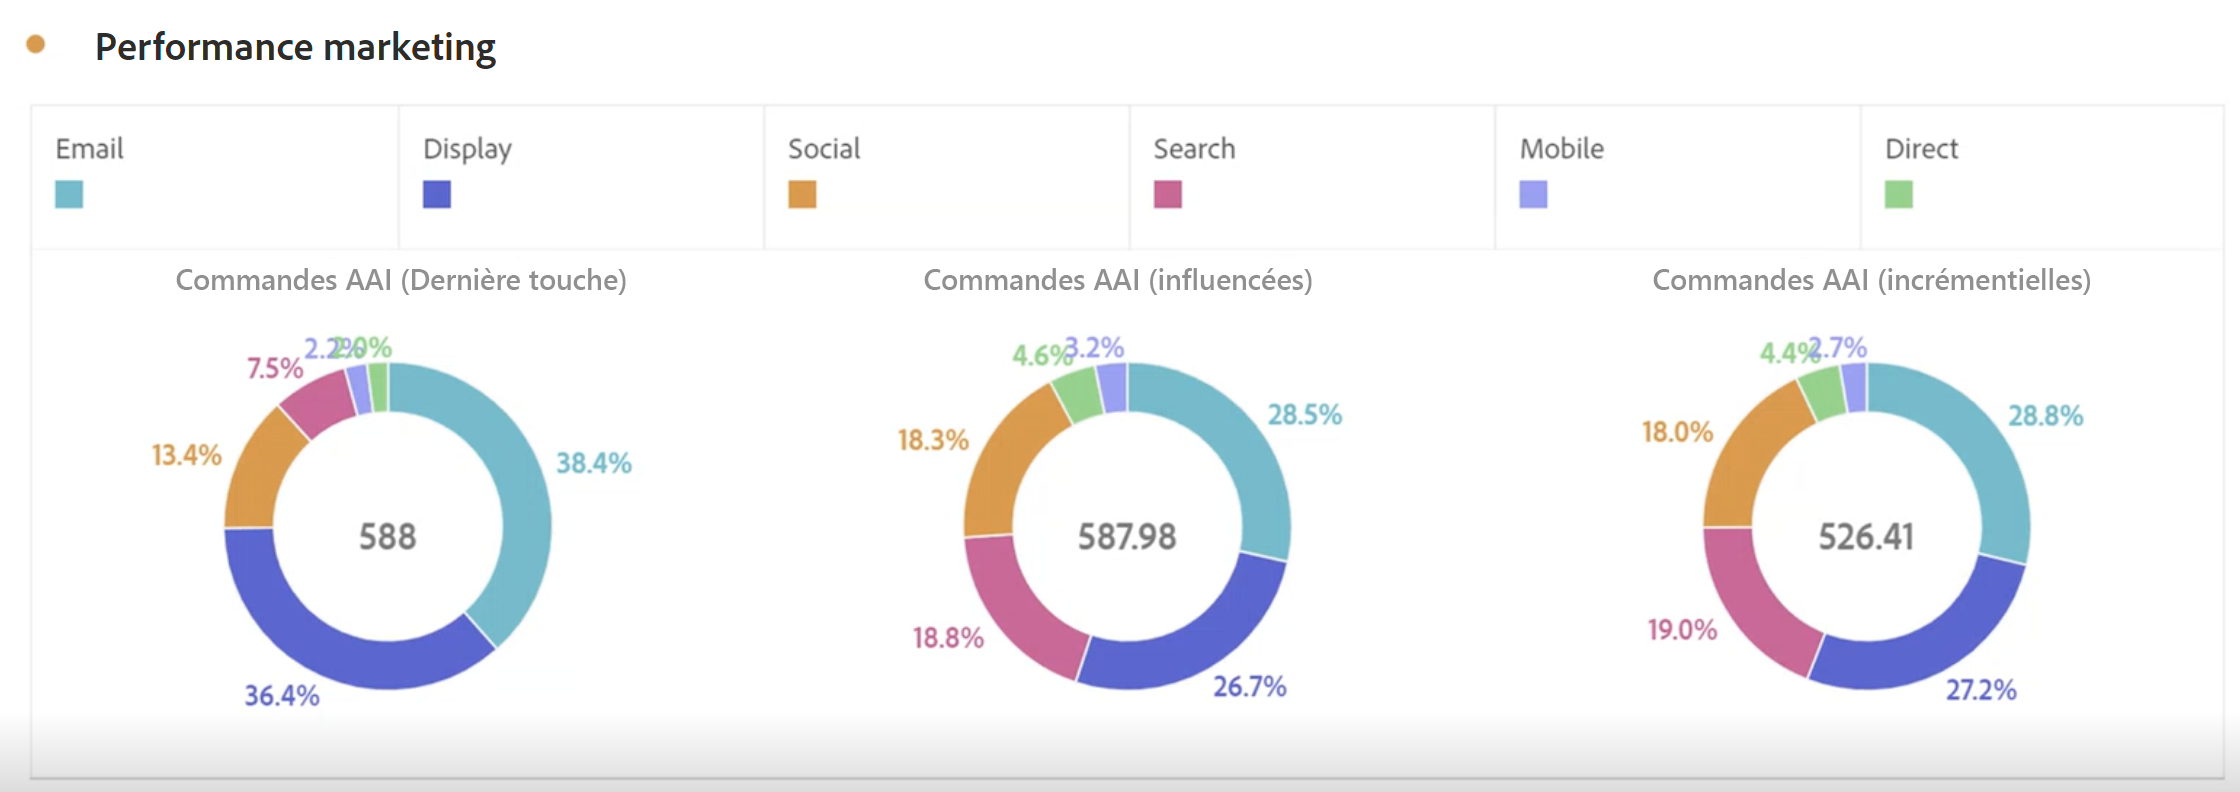 Performance marketing
Email
Display
Social
Search
Mobile
Direct
Commandes AAI (Dernière touche)
Commandes AAI (influencées)
Commandes AAI (incrémentielles)
2.2%
2.0%
7.5%
13.4%
38.4%
588
36.4%
4.6%
3.2%
28.5%
18.3%
587.98
18.8%
26.7%
4.4%
2.7%
28.8%
18.0%
526.41
19.0%
27.2%